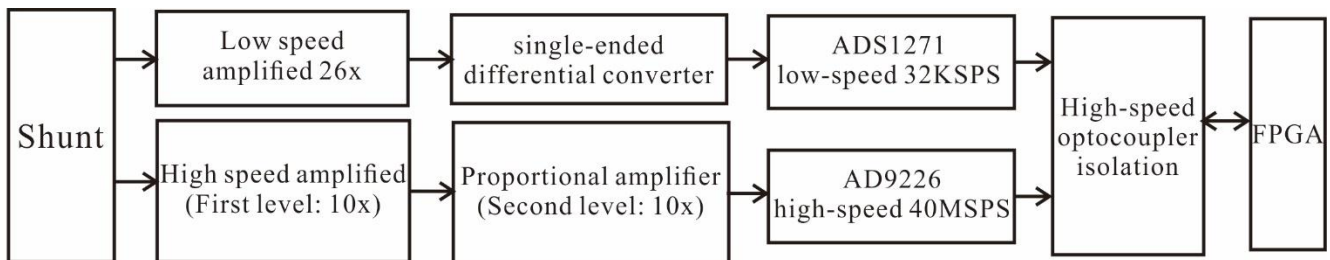 Shunt
Low speed
amplified 26x
single-ended
differential converter
ADS1271
low-speed 32KSPS
High speed amplified
(First level: 10x)
Proportional amplifier
(Second level: 10x)
AD9226
high-speed 40MSPS
High-speed
optocoupler
isolation
FPGA